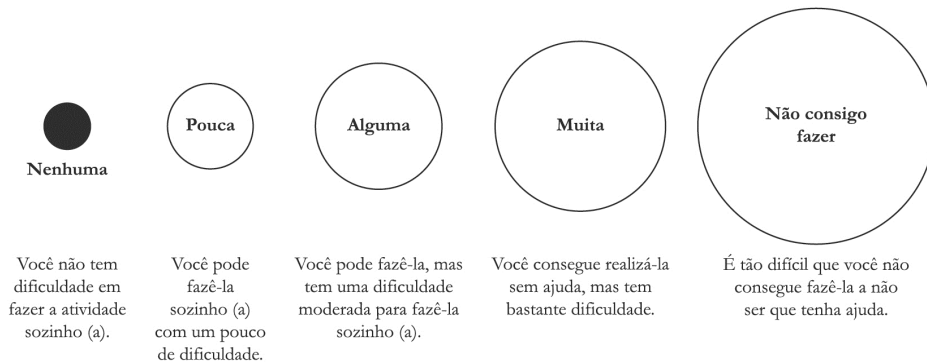 Nenhuma
Pouca
Alguma
Muita
Não consigo
fazer
Você não tem
dificuldade em
fazer a atividade
sozinho (a).
Você pode
fazê-la
sozinho (a)
com um pouco
de dificuldade.
Você pode fazê-la, mas
tem uma dificuldade
moderada para fazê-la
sozinho (a).
Você consegue realizá-la
sem ajuda, mas tem
bastante dificuldade.
É tão difícil que você não
consegue fazê-la a não
ser que tenha ajuda.